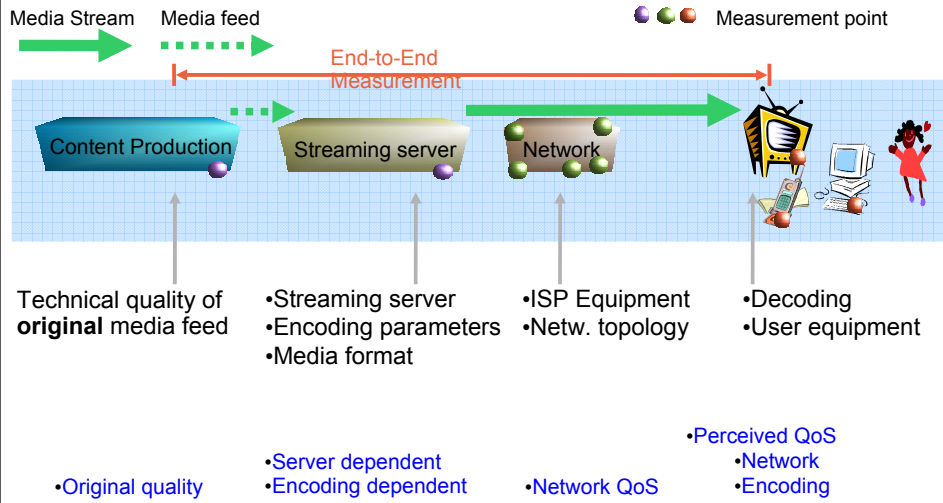 Media Stream
Media feed
Measurement point
End-to-End
Measurement
Content Production
Streaming server
Network
Technical quality of
original media feed
•Streaming server
•Encoding parameters
•Media format
•ISP Equipment
•Netw. topology
•Decoding
•User equipment
•Original quality
•Server dependent
•Encoding dependent
•Network QoS
•Perceived QoS
•Network
•Encoding